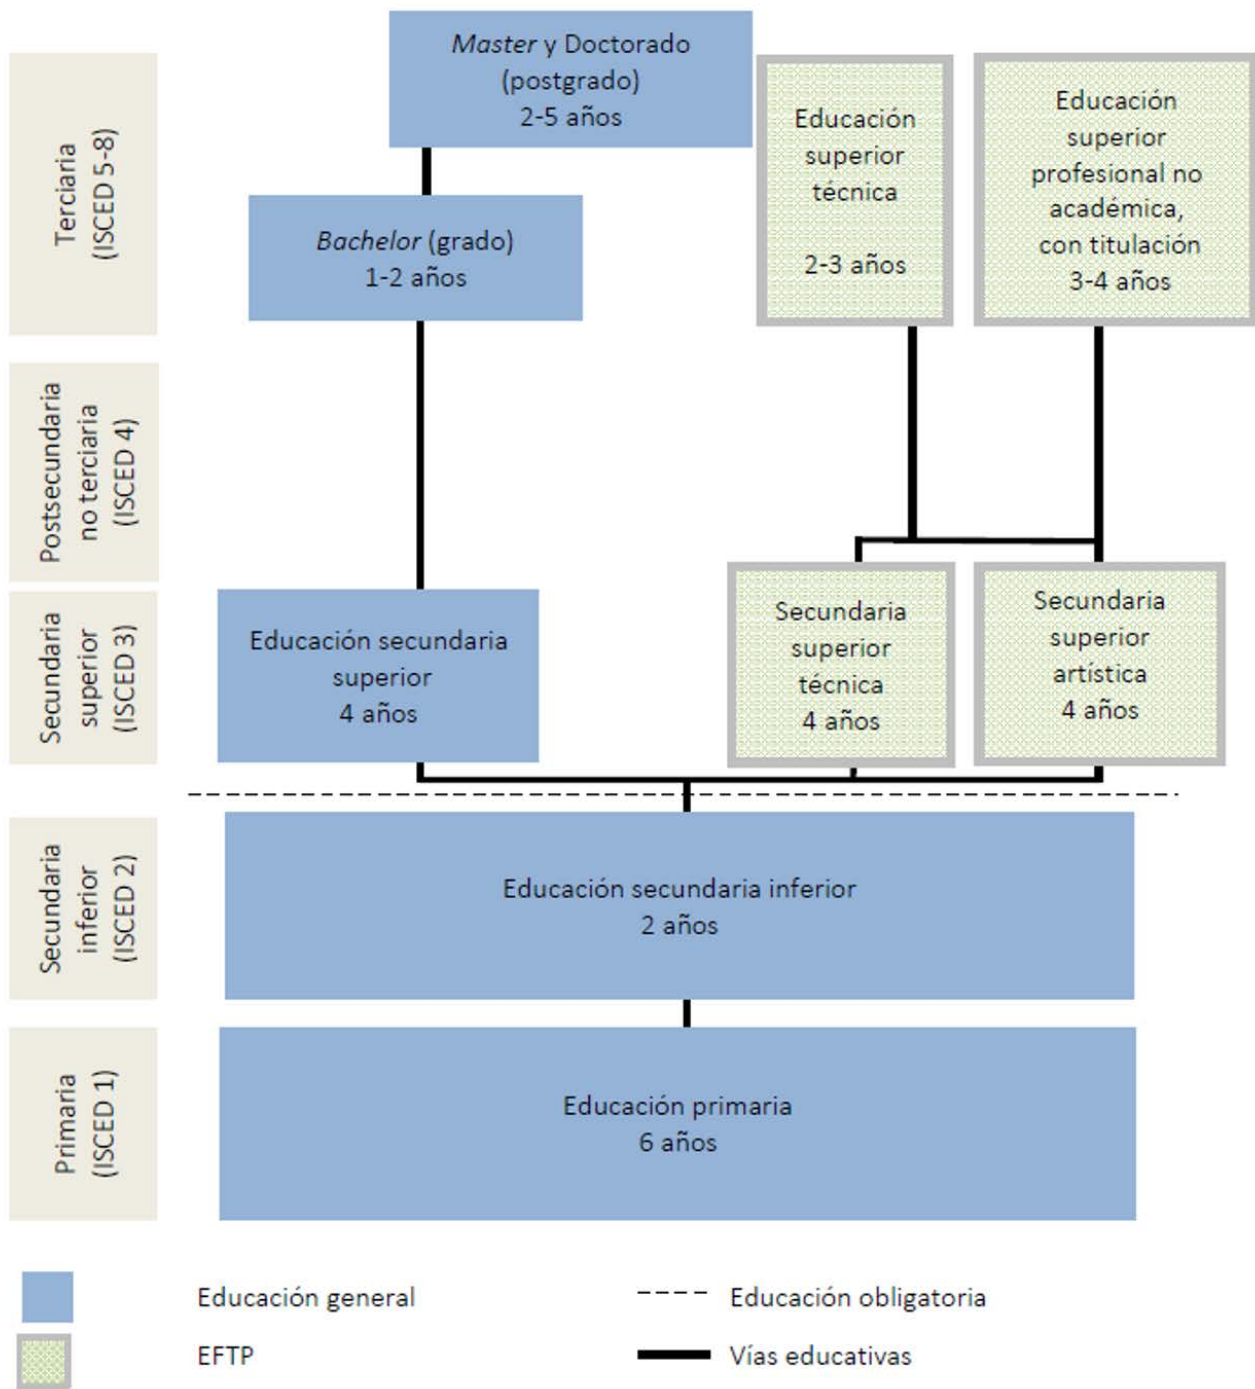 Master y Doctorado
(postgrado)
2-5 años
Educación
superior
técnica
2-3 años
Educación
superior
profesional no
académica,
con titulación
3-4 años
Terciaria
(ISCED 5-8)
Bachelor (grado)
1-2 años
Postsecundaria
no terciaria
(ISCED 4)
Secundaria
superior
(ISCED 3)
Educación secundaria
superior
4 años
Secundaria
superior
técnica
4 años
Secundaria
superior
artística
4 años
Secundaria
inferior
(ISCED 2)
Educación secundaria inferior
2 años
Primaria
(ISCED 1)
Educación primaria
6 años
Educación general
Educación obligatoria
EFTP
Vías educativas